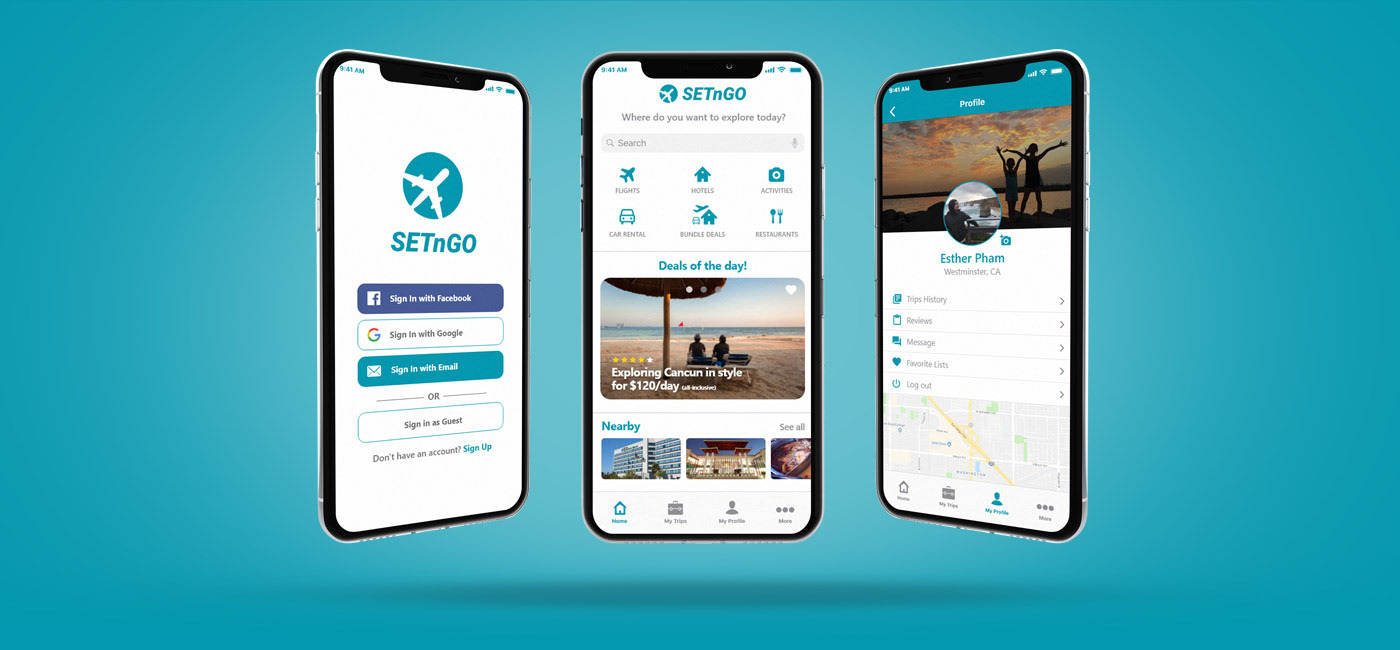 9:41 AM
SETnGO
Sign In with Facebook
Sign In with Google
Sign In with Email
OR
Sign in as Guest
Don't have an account? Sign Up
9:41 AM
SETnGO
Where do you want to explore today?
Search
FLIGHTS
HOTELS
ACTIVITIES
CAR RENTAL
BUNDLE DEALS
RESTAURANTS
Deals of the day!
Exploring Cancun in style
for $120/day (all-inclusive)
Nearby
See all
Home
My Trips
My Profile
More
9:41 AM
Profile
Esther Pham
Westminster, CA
Trips History
Reviews
Message
Favorite Lists
Log out
WASHINGTON
Home
My Trips
My Profile
More